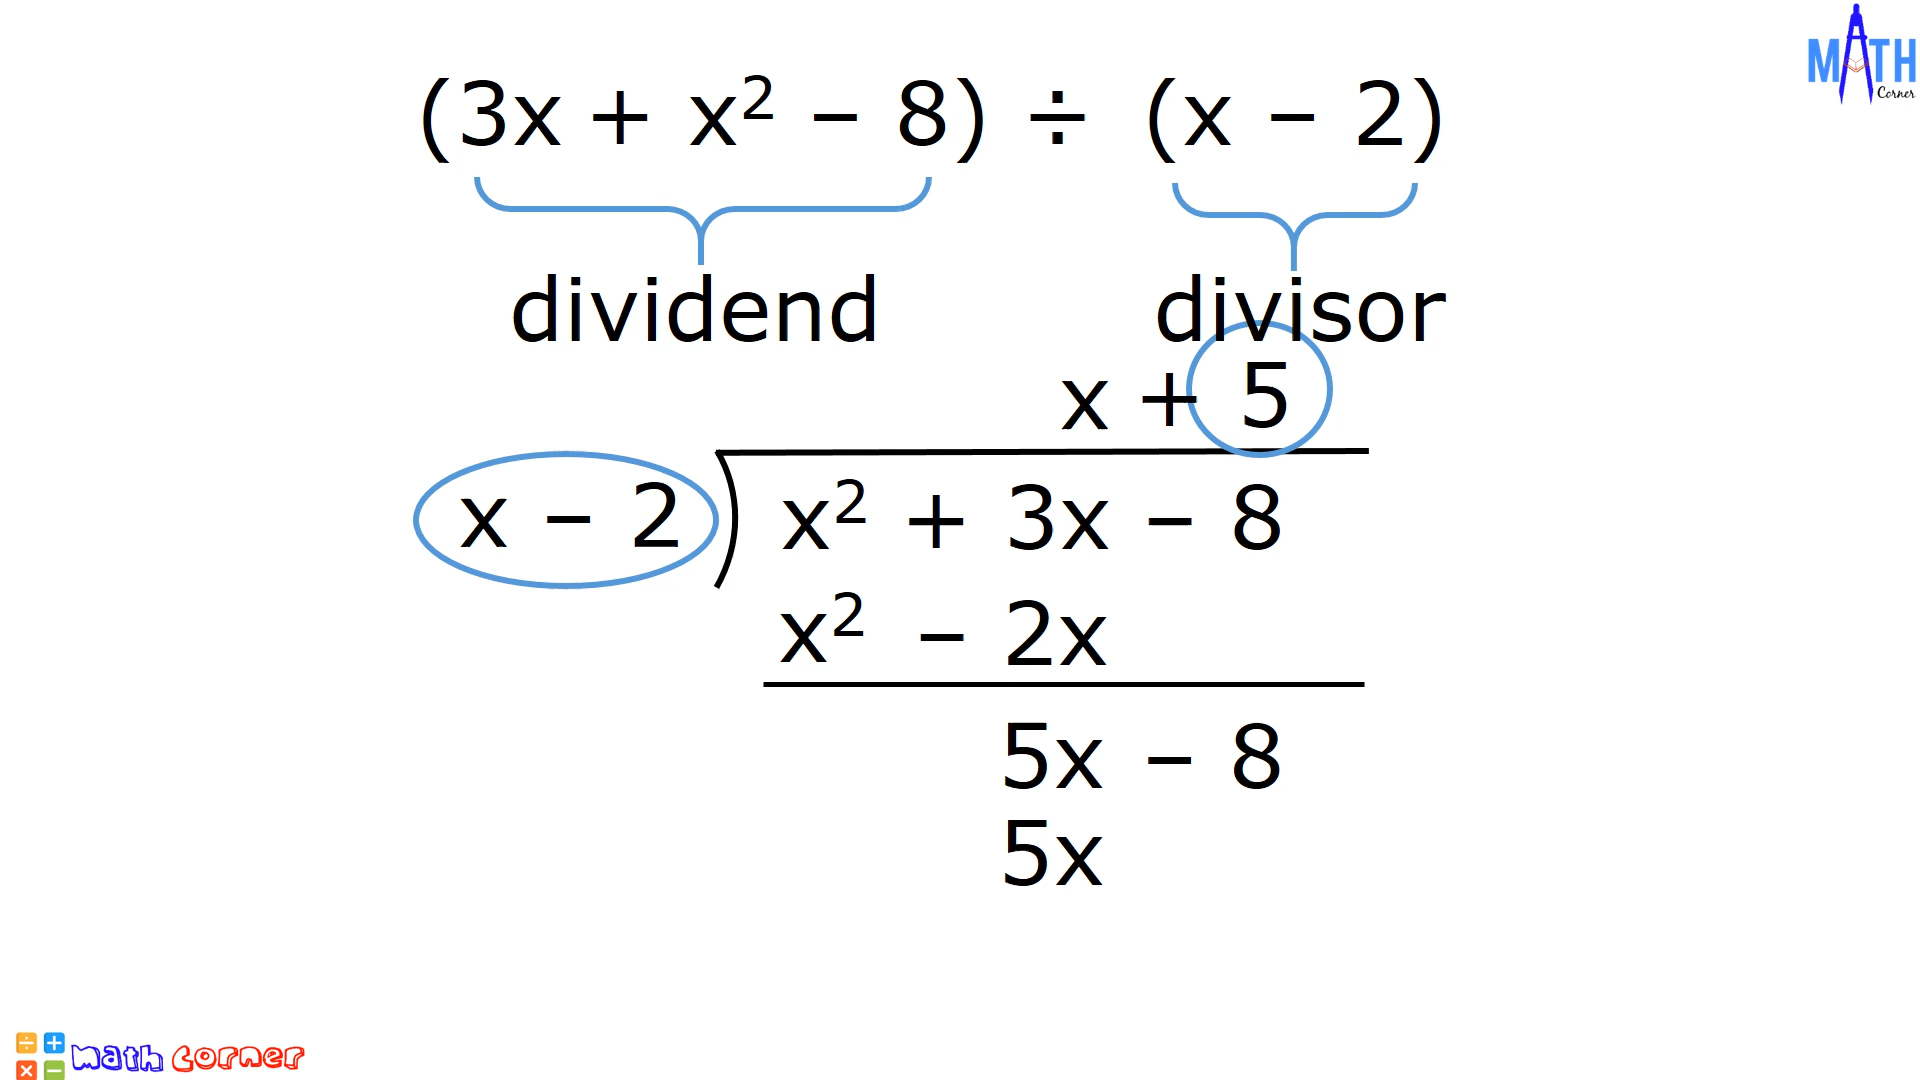 (3x + x² – 8) ÷ (x – 2)
MATH
Corner
dividend divisor
x + 5
x – 2 x² + 3x – 8
x² – 2x
5x – 8
5x
÷ +
× –
math corner